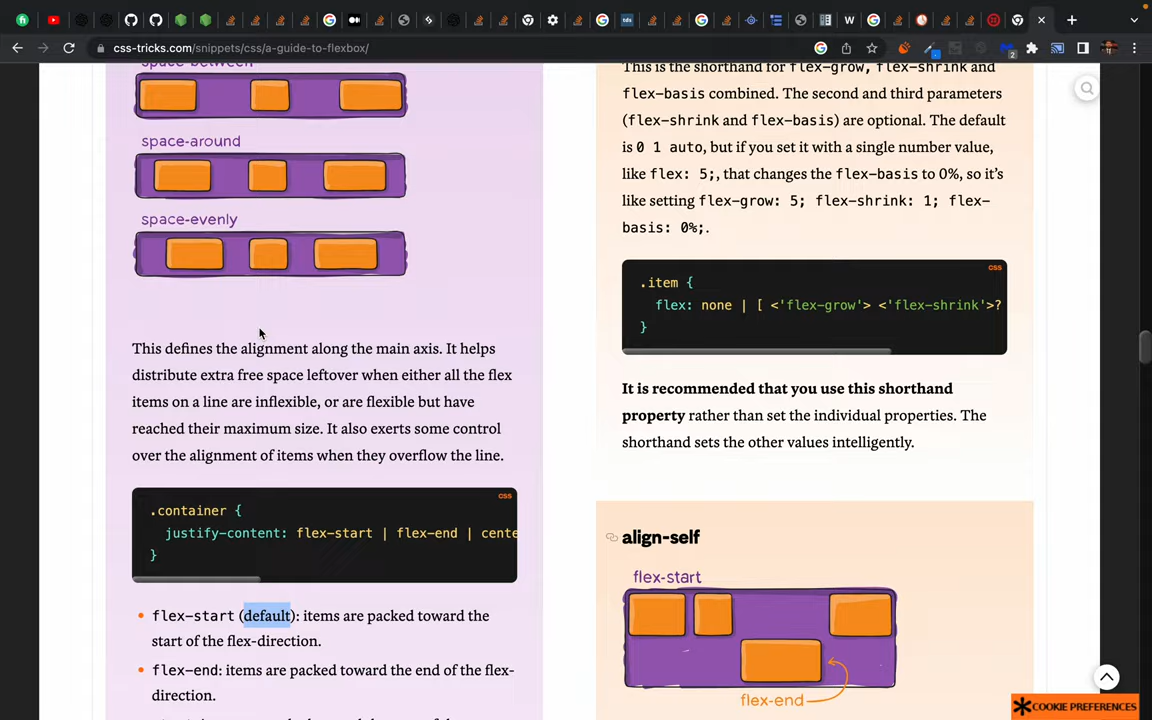 css-tricks.com/snippets/css/a-guide-to-flexbox/
2
space-between
space-around
space-evenly
This defines the alignment along the main axis. It helps
distribute extra free space leftover when either all the flex
items on a line are inflexible, or are flexible but have
reached their maximum size. It also exerts some control
over the alignment of items when they overflow the line.
CSS
.container {
justify-content: flex-start | flex-end | cente
}
flex-start (default): items are packed toward the
start of the flex-direction.
flex-end: items are packed toward the end of the flex-
direction.
This is the shorthand for flex-grow, flex-shrink and
flex-basis combined. The second and third parameters
(flex-shrink and flex-basis) are optional. The default
is 0 1 auto, but if you set it with a single number value,
like flex: 5;, that changes the flex-basis to 0%, so it’s
like setting flex-grow: 5; flex-shrink: 1; flex-
basis: 0%;.
CSS
.item {
flex: none | [ <'flex-grow'> <'flex-shrink'>?
}
It is recommended that you use this shorthand
property rather than set the individual properties. The
shorthand sets the other values intelligently.
align-self
flex-start
flex-end
COOKIE PREFERENCES